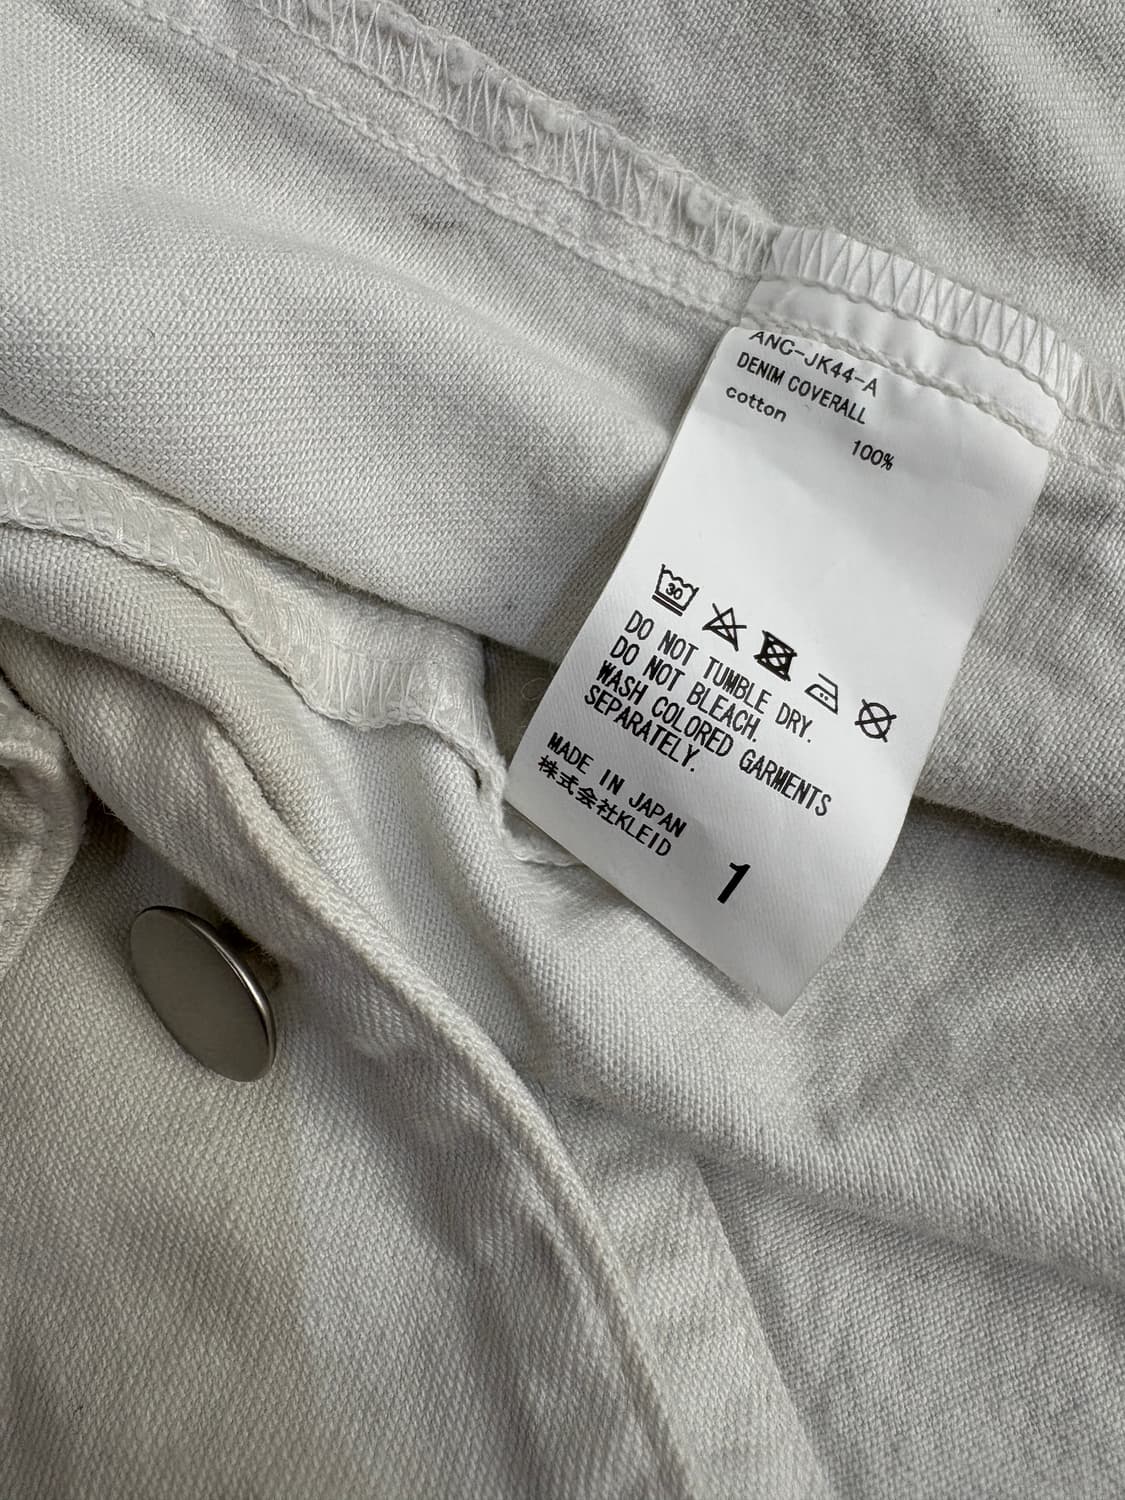 ANC-JK44-A
DENIM COVERALL
cotton 100%
30
DO NOT TUMBLE DRY.
DO NOT BLEACH.
WASH COLORED GARMENTS
SEPARATELY.
MADE IN JAPAN
株式会社KLEID
1